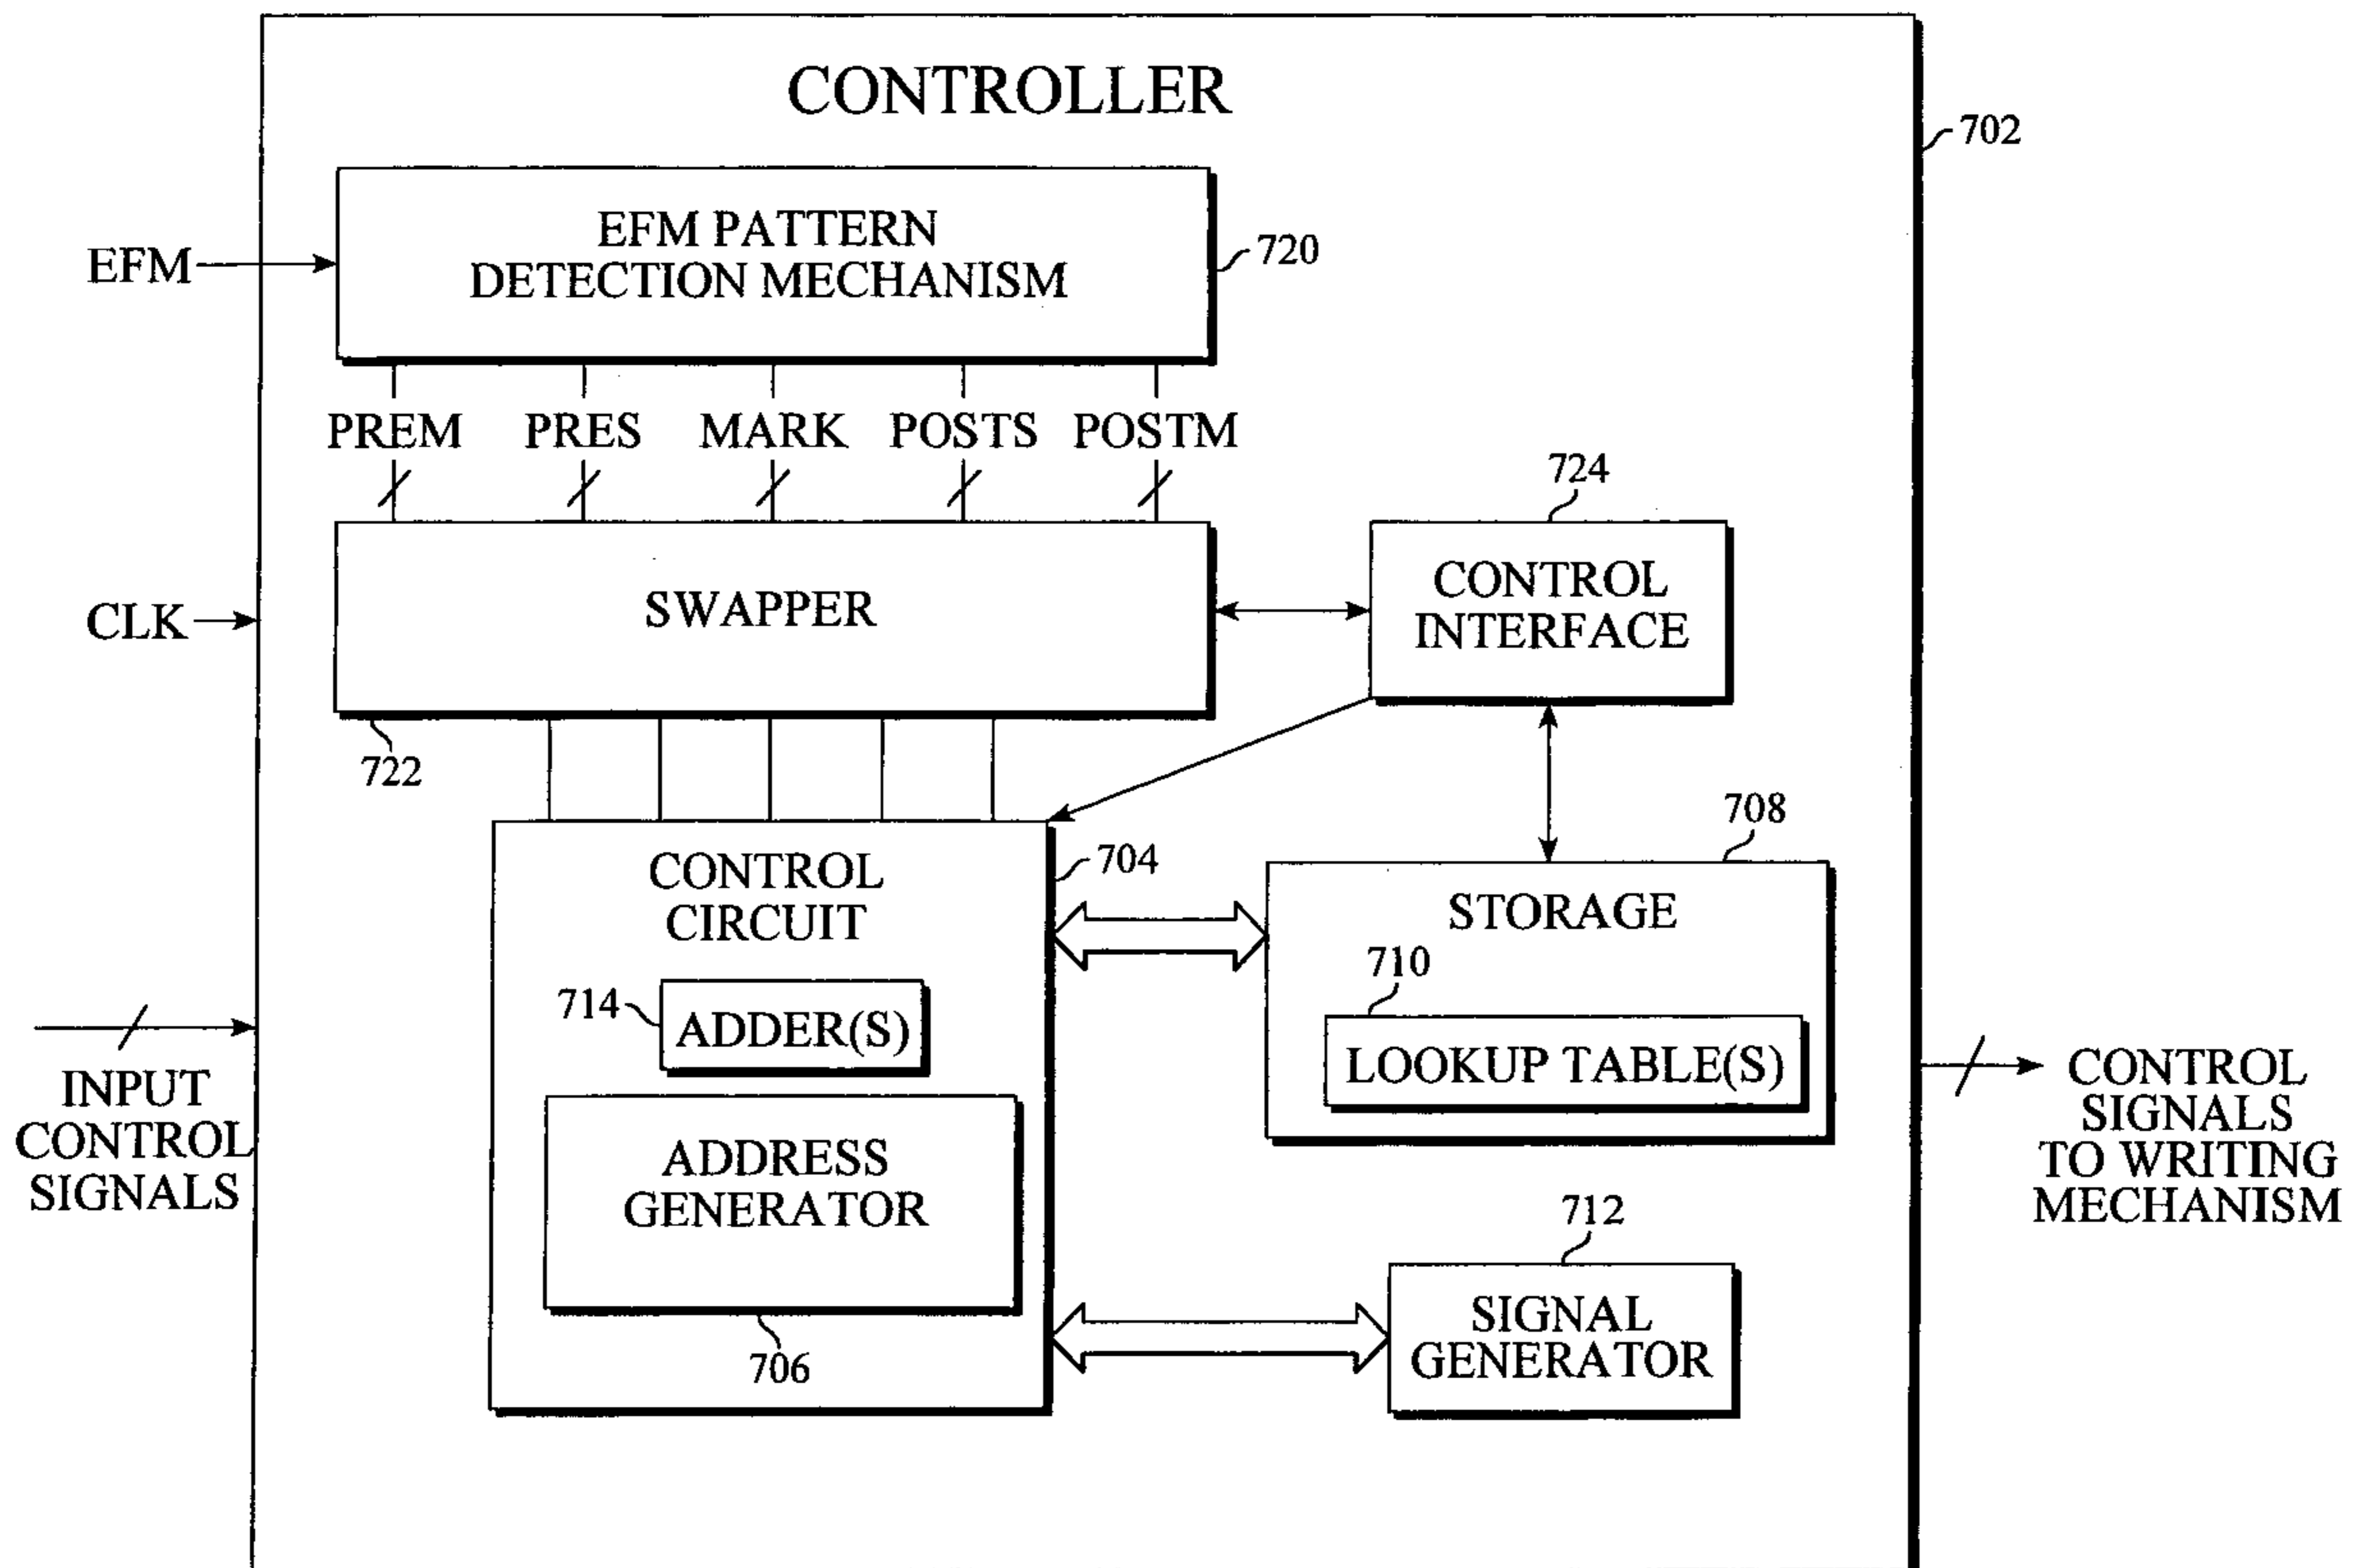 CONTROLLER
702
EFM PATTERN
DETECTION MECHANISM
720
EFM
PREM PRES MARK POSTS POSTM
724
SWAPPER
CONTROL
INTERFACE
CLK
722
708
CONTROL
CIRCUIT
704
STORAGE
710
714
ADDER(S)
LOOKUP TABLE(S)
INPUT
CONTROL
SIGNALS
CONTROL
SIGNALS
TO WRITING
MECHANISM
ADDRESS
GENERATOR
706
712
SIGNAL
GENERATOR